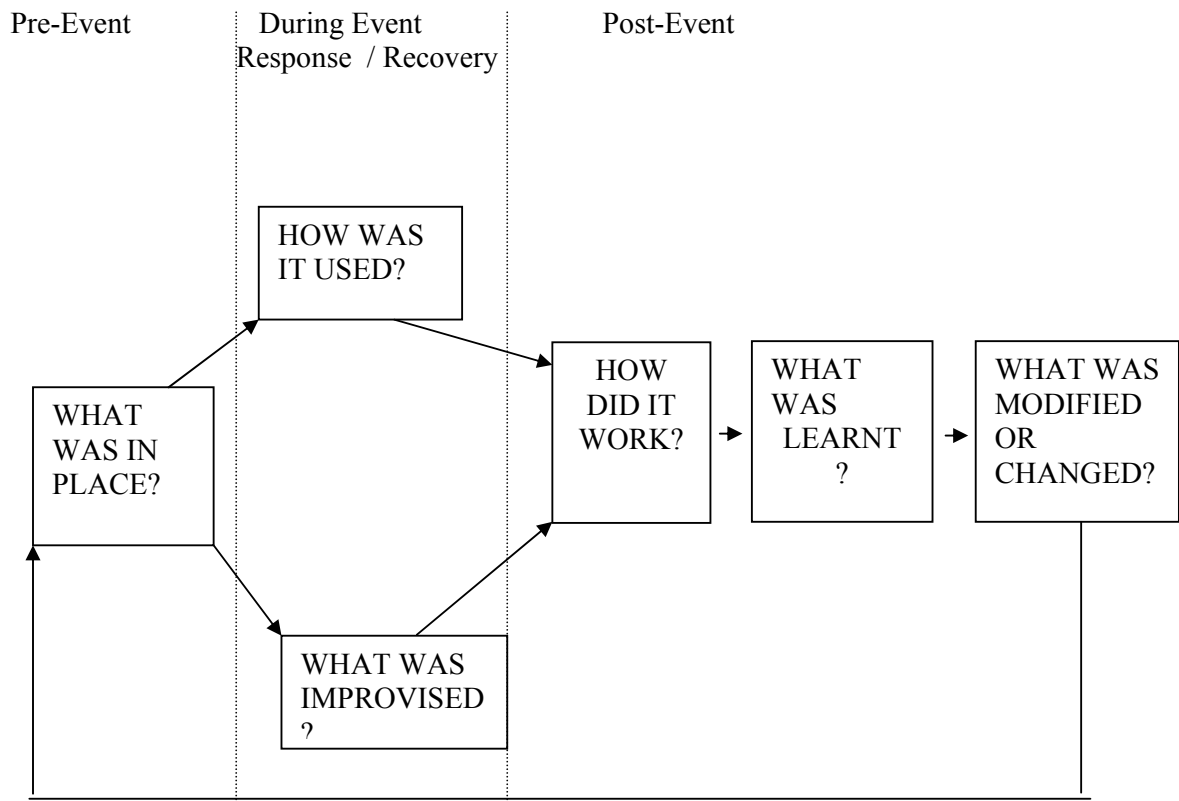 Pre-Event
During Event
Response / Recovery
Post-Event
HOW WAS
IT USED?
WHAT
WAS IN
PLACE?
WHAT WAS
IMPROVISED
?
HOW
DID IT
WORK?
WHAT
WAS
LEARNT
?
WHAT WAS
MODIFIED
OR
CHANGED?